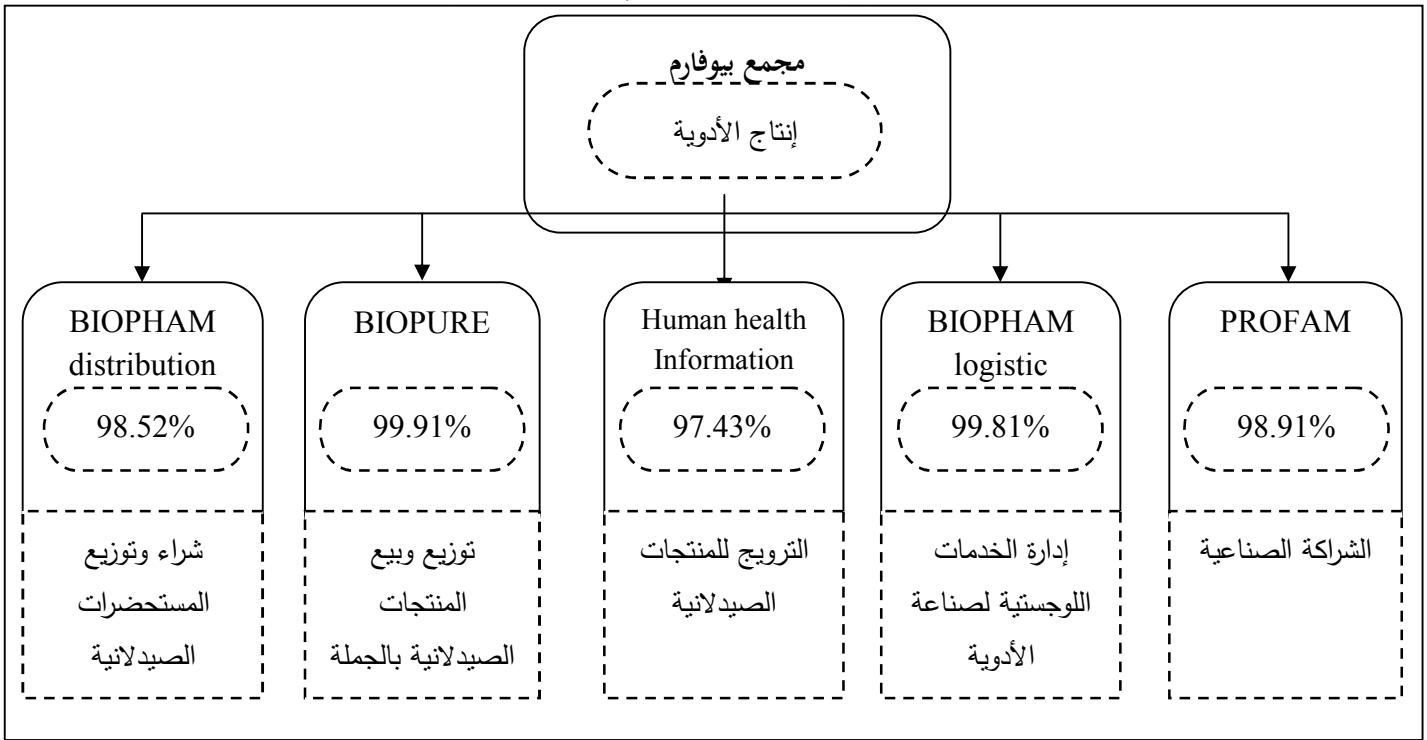 مجمع بيوفارم
إنتاج الأدوية
BIOPHAM
distribution
98.52%
شراء وتوزيع
المستحضرات
الصيدلانية
BIOPURE
99.91%
توزيع وبيع
المنتجات
الصيدلانية بالجملة
Human health
Information
97.43%
الترويج للمنتجات
الصيدلانية
BIOPHAM
logistic
99.81%
إدارة الخدمات
اللوجستية لصناعة
الأدوية
PROFAM
98.91%
الشراكة الصناعية